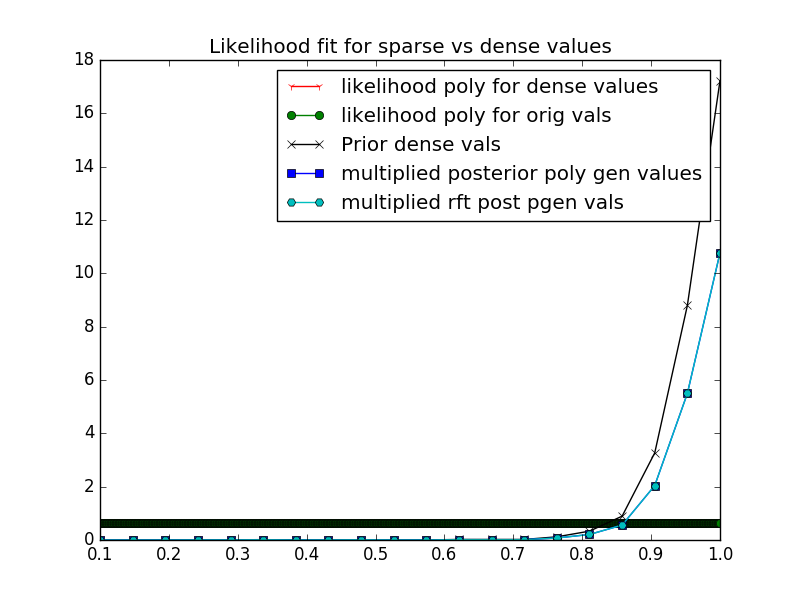 Likelihood fit for sparse vs dense values
likelihood poly for dense values
likelihood poly for orig vals
Prior dense vals
multiplied posterior poly gen values
multiplied rft post pgen vals
18
16
14
12
10
8
6
4
2
0
0.1 0.2 0.3 0.4 0.5 0.6 0.7 0.8 0.9 1.0